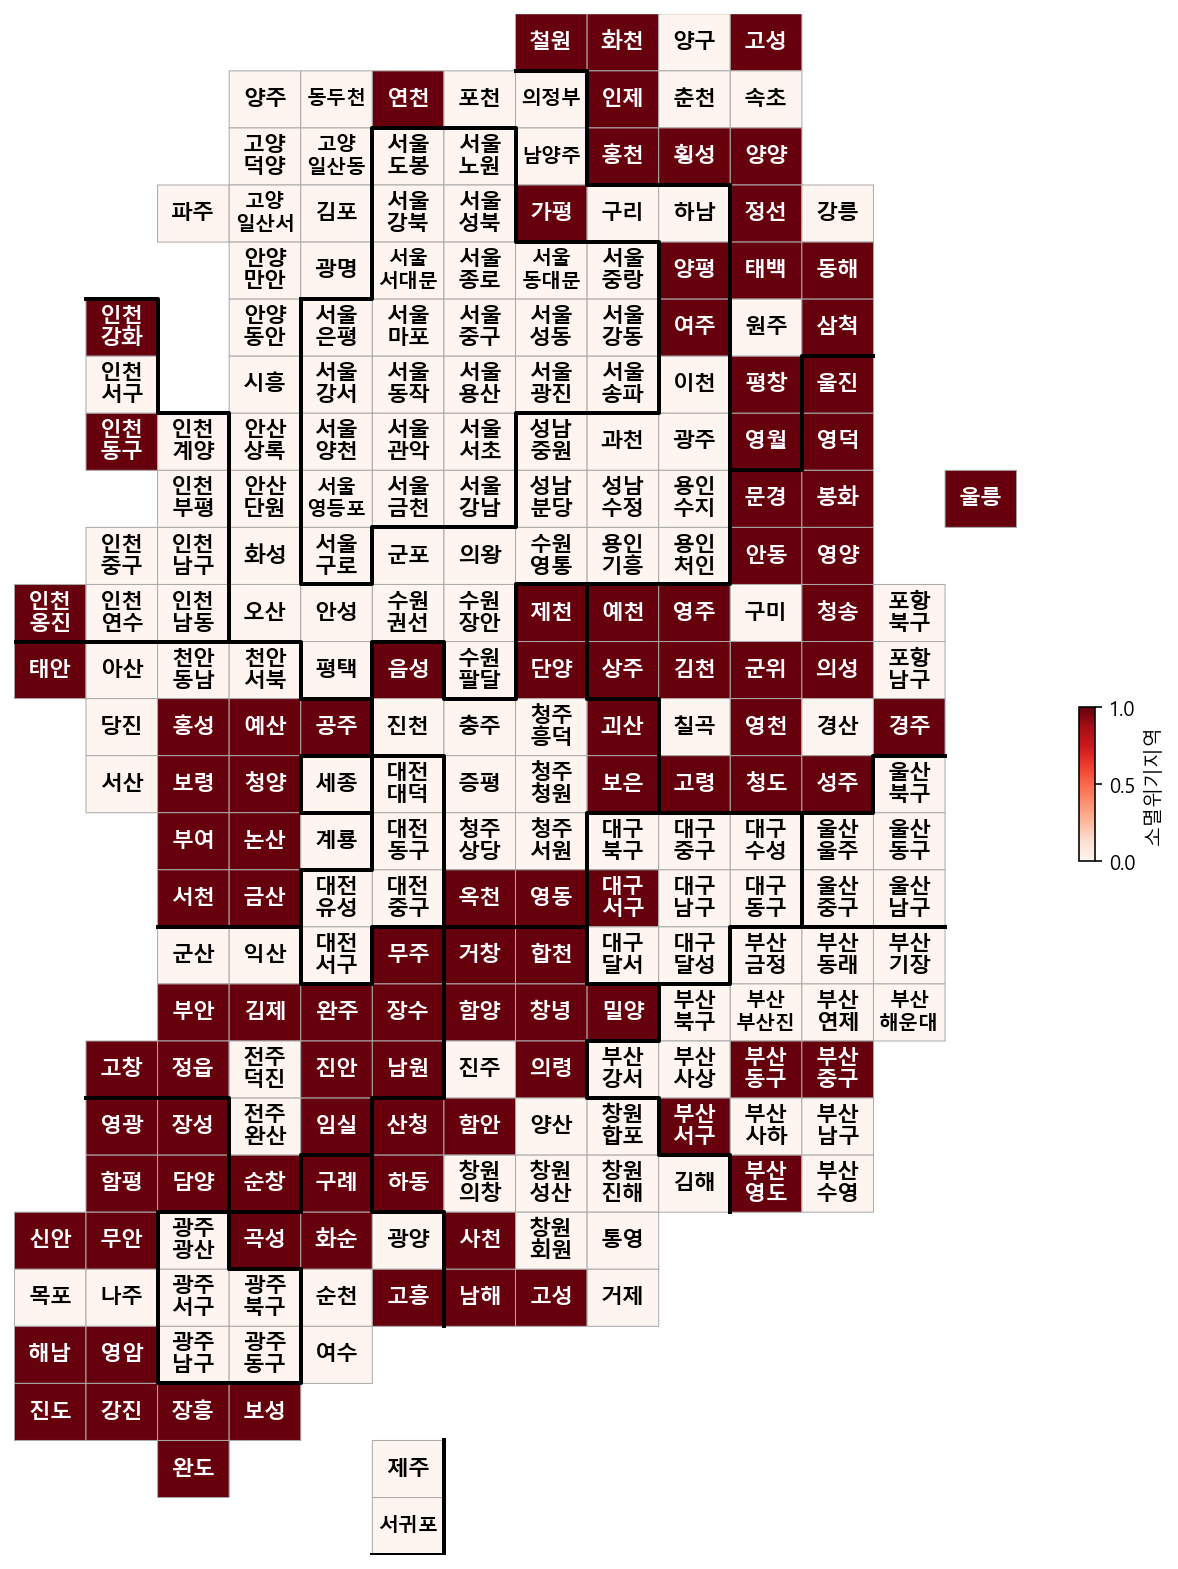 철원 화천 양구 고성
양주 동두천 연천 포천 의정부 인제 춘천 속초
고양 덕양 고양 일산동 서울 도봉 서울 노원 남양주 홍천 횡성 양양
파주 고양 일산서 김포 서울 강북 서울 성북 가평 구리 하남 정선 강릉
안양 만안 광명 서울 서대문 서울 종로 서울 동대문 서울 중랑 양평 태백 동해
인천 강화 안양 동안 서울 은평 서울 마포 서울 중구 서울 성동 서울 강동 여주 원주 삼척
인천 서구 시흥 서울 강서 서울 동작 서울 용산 서울 광진 서울 송파 이천 평창 울진
인천 동구 인천 계양 안산 상록 서울 양천 서울 관악 서울 서초 성남 중원 과천 광주 영월 영덕
인천 부평 안산 단원 서울 영등포 서울 금천 서울 강남 성남 분당 성남 수정 용인 수지 문경 봉화 울릉
인천 중구 인천 남구 화성 서울 구로 군포 의왕 수원 영통 용인 기흥 용인 처인 안동 영양
인천 옹진 인천 연수 인천 남동 오산 안성 수원 권선 수원 장안 제천 예천 영주 구미 청송 포항 북구
태안 아산 천안 동남 천안 서북 평택 음성 수원 팔달 단양 상주 김천 군위 의성 포항 남구
당진 홍성 예산 공주 진천 충주 청주 흥덕 괴산 칠곡 영천 경산 경주
서산 보령 청양 세종 대전 대덕 증평 청주 청원 보은 고령 청도 성주 울산 북구
부여 논산 계룡 대전 동구 청주 상당 청주 서원 대구 북구 대구 중구 대구 수성 울산 울주 울산 동구
서천 금산 대전 유성 대전 중구 옥천 영동 대구 서구 대구 남구 대구 동구 울산 중구 울산 남구
군산 익산 대전 서구 무주 거창 합천 대구 달서 대구 달성 부산 금정 부산 동래 부산 기장
부안 김제 완주 장수 함양 창녕 밀양 부산 북구 부산 부산진 부산 연제 부산 해운대
고창 정읍 전주 덕진 진안 남원 진주 의령 부산 강서 부산 사상 부산 동구 부산 중구
영광 장성 전주 완산 임실 산청 함안 양산 창원 합포 부산 서구 부산 사하 부산 남구
함평 담양 순창 구례 하동 창원 의창 창원 성산 창원 진해 김해 부산 영도 부산 수영
신안 무안 광주 광산 곡성 화순 광양 사천 창원 회원 통영
목포 나주 광주 서구 광주 북구 순천 고흥 남해 고성 거제
해남 영암 광주 남구 광주 동구 여수
진도 강진 장흥 보성
완도 제주
서귀포
1.0
0.5
0.0
소멸위기지역